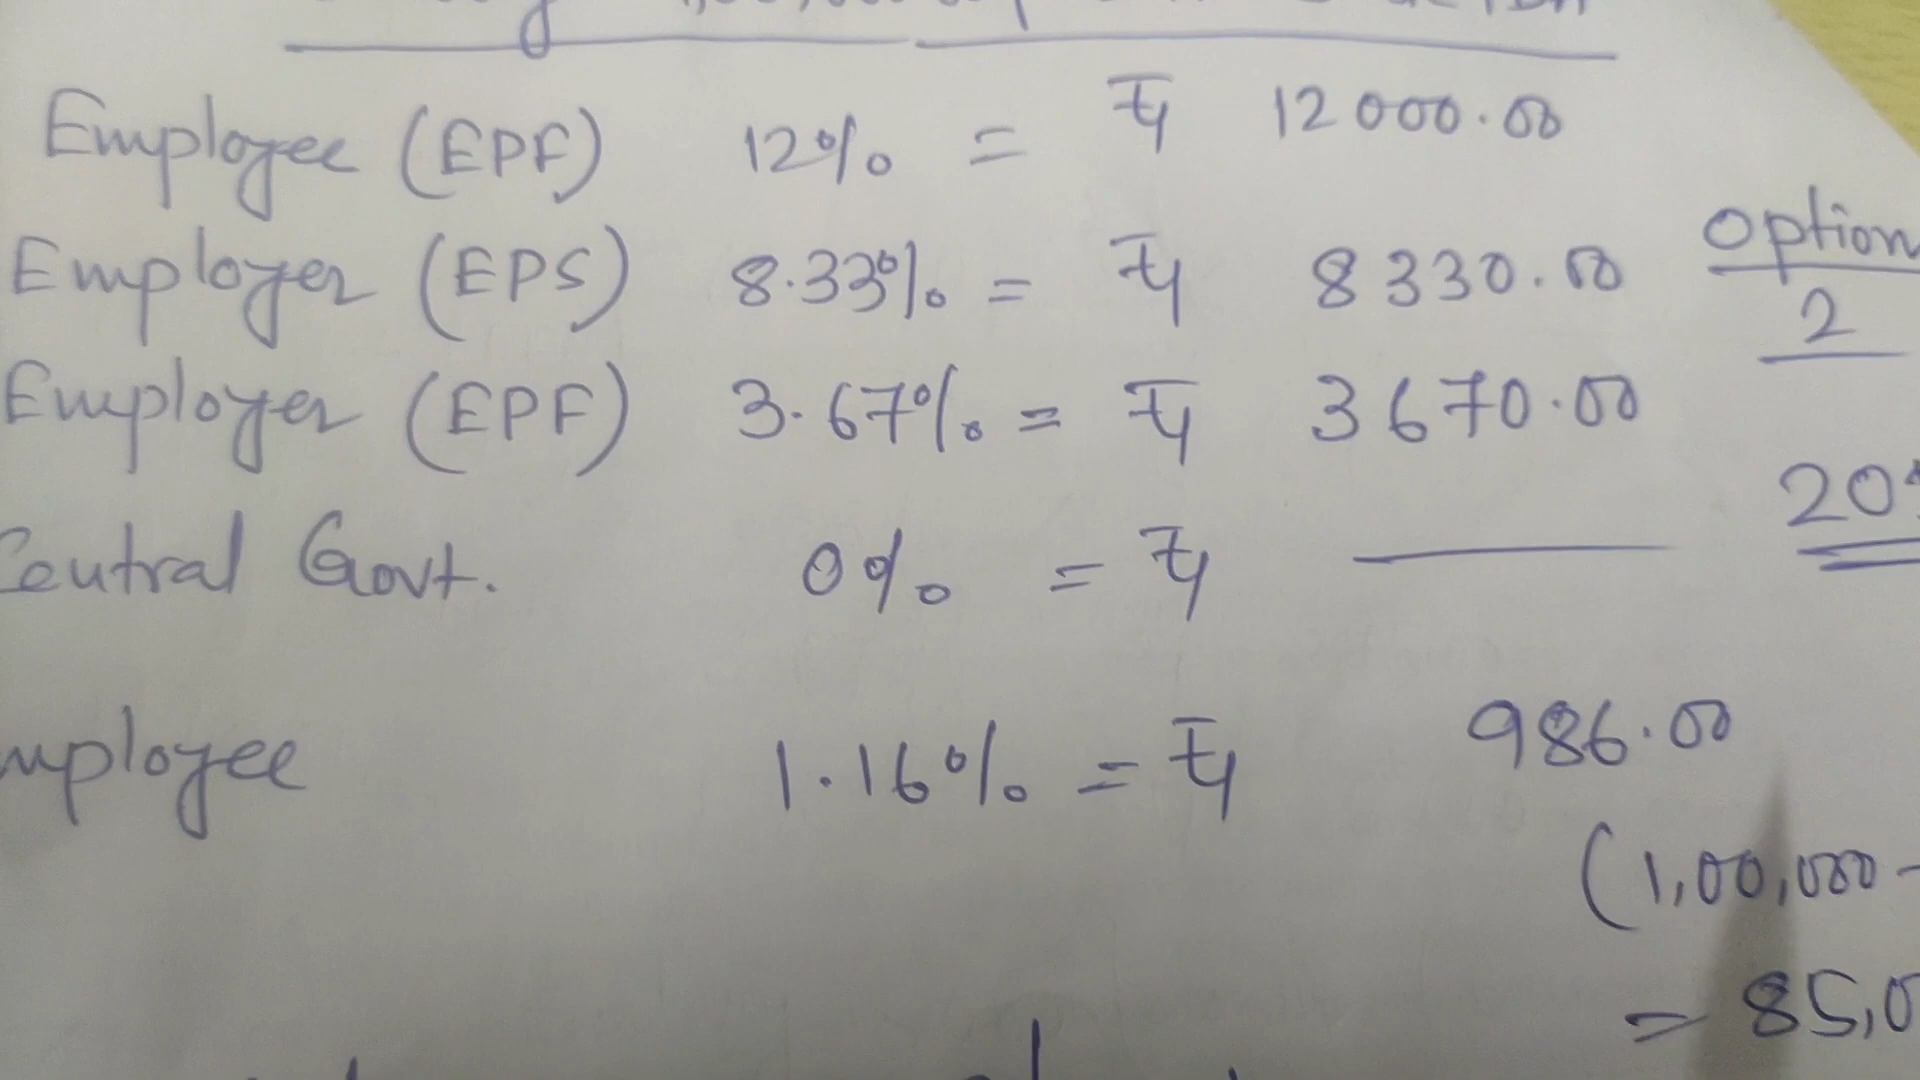 Employee (EPF) 12% = ₹ 12000.00
Employer (EPS) 8.33% = ₹ 8330.00
Option 2
Employer (EPF) 3.67% = ₹ 3670.00
20
Central Govt. 0% = ₹ —
mployee 1.16% = ₹ 986.00
(1,00,000 -
= 85,0